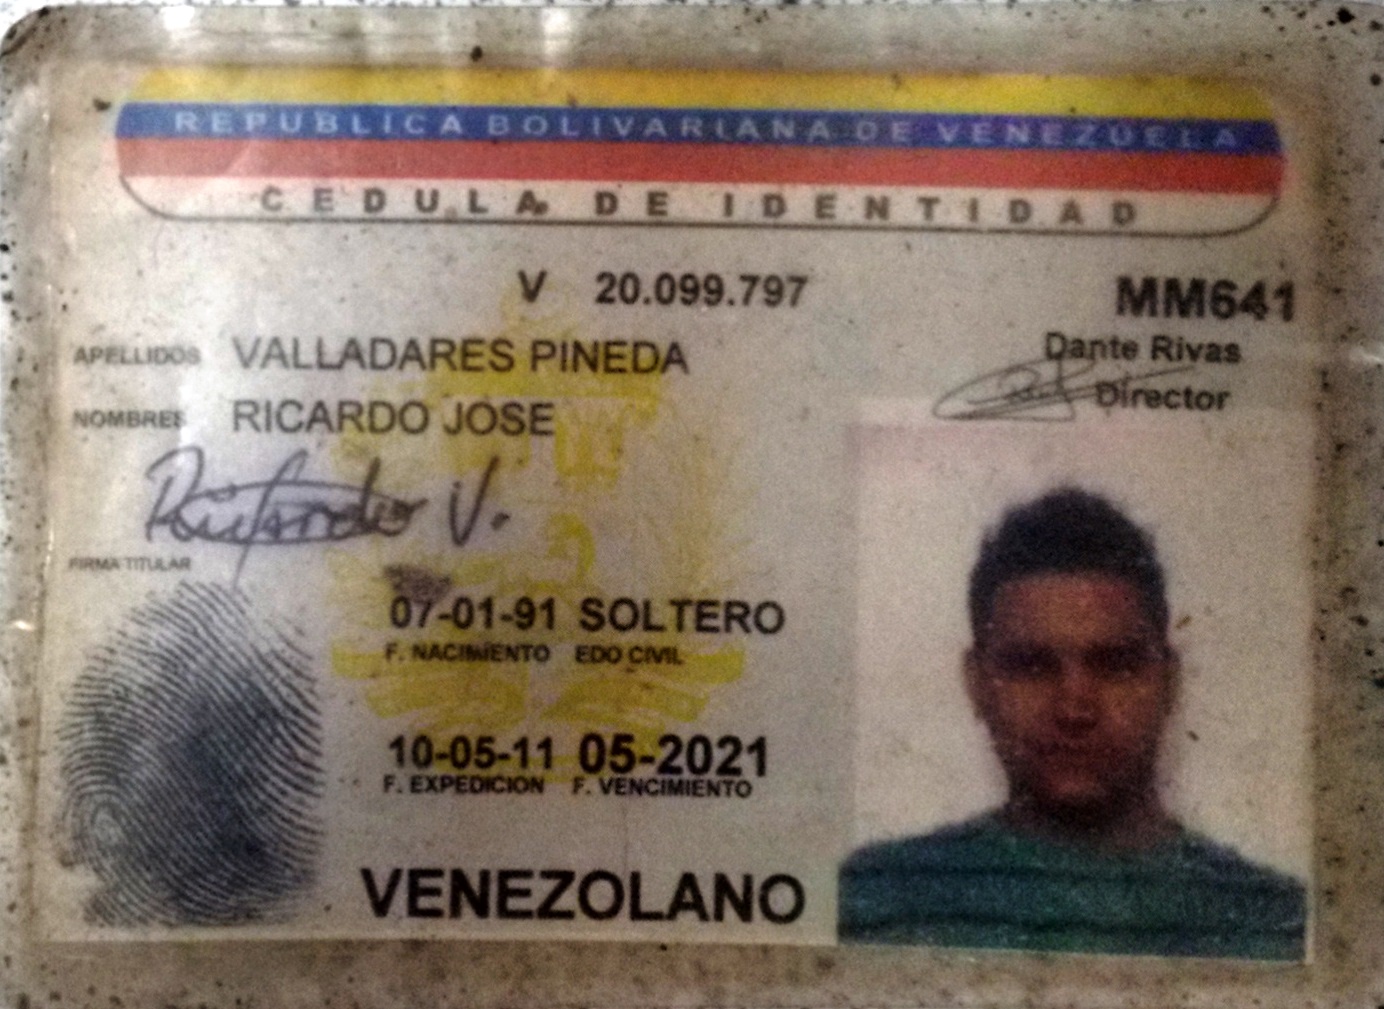 REPUBLICA BOLIVARIANA DE VENEZUELA
CEDULA DE IDENTIDAD
V 20.099.797
MM641
Dante Rivas
Director
APELLIDOS VALLADARES PINEDA
NOMBRES RICARDO JOSE
Ricardo V.
FIRMA TITULAR
07-01-91 SOLTERO
F. NACIMIENTO EDO CIVIL
10-05-11 05-2021
F. EXPEDICION F. VENCIMIENTO
VENEZOLANO